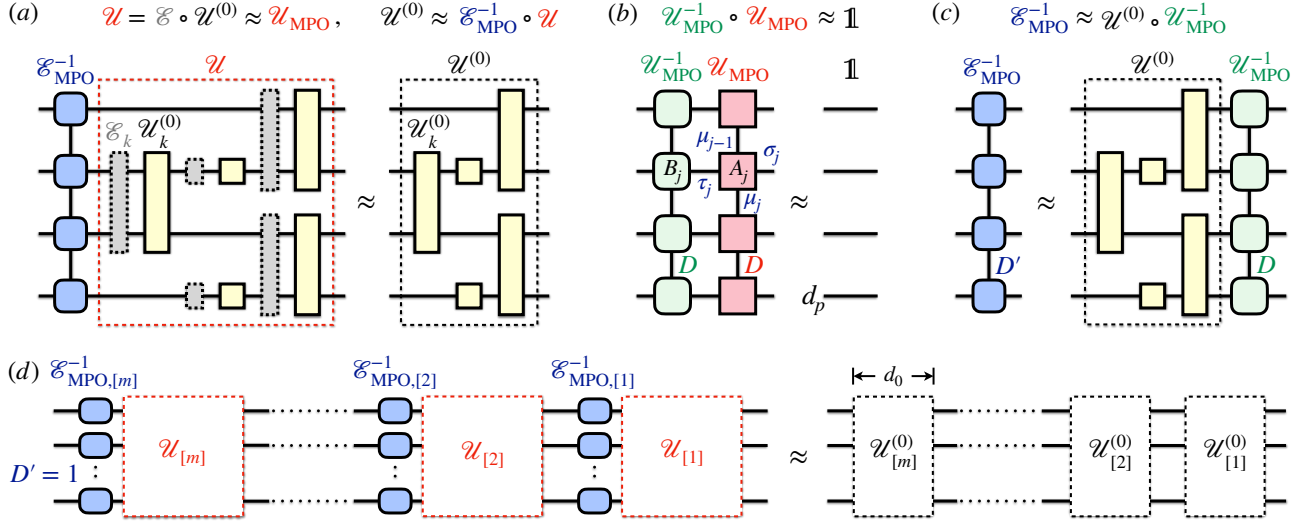 (a) 𝒰 = ℰ ∘ 𝒰^(0) ≈ 𝒰_MPO , 𝒰^(0) ≈ ℰ_MPO^−1 ∘ 𝒰
ℰ_MPO^−1 𝒰 𝒰^(0)
ℰ_k 𝒰_k^(0) ≈ 𝒰_k^(0)
(b) 𝒰_MPO^−1 ∘ 𝒰_MPO ≈ 𝟙
𝒰_MPO^−1 𝒰_MPO 𝟙
μ_{j−1} σ_j
B_j A_j
τ_j
μ_j ≈
D D d_p
(c) ℰ_MPO^−1 ≈ 𝒰^(0) ∘ 𝒰_MPO^−1
ℰ_MPO^−1 𝒰^(0) 𝒰_MPO^−1
≈
D′ D
(d) ℰ_MPO,[m]^−1 ℰ_MPO,[2]^−1 ℰ_MPO,[1]^−1 d_0
𝒰_[m] 𝒰_[2] 𝒰_[1] ≈ 𝒰_[m]^(0) 𝒰_[2]^(0) 𝒰_[1]^(0)
D′ = 1